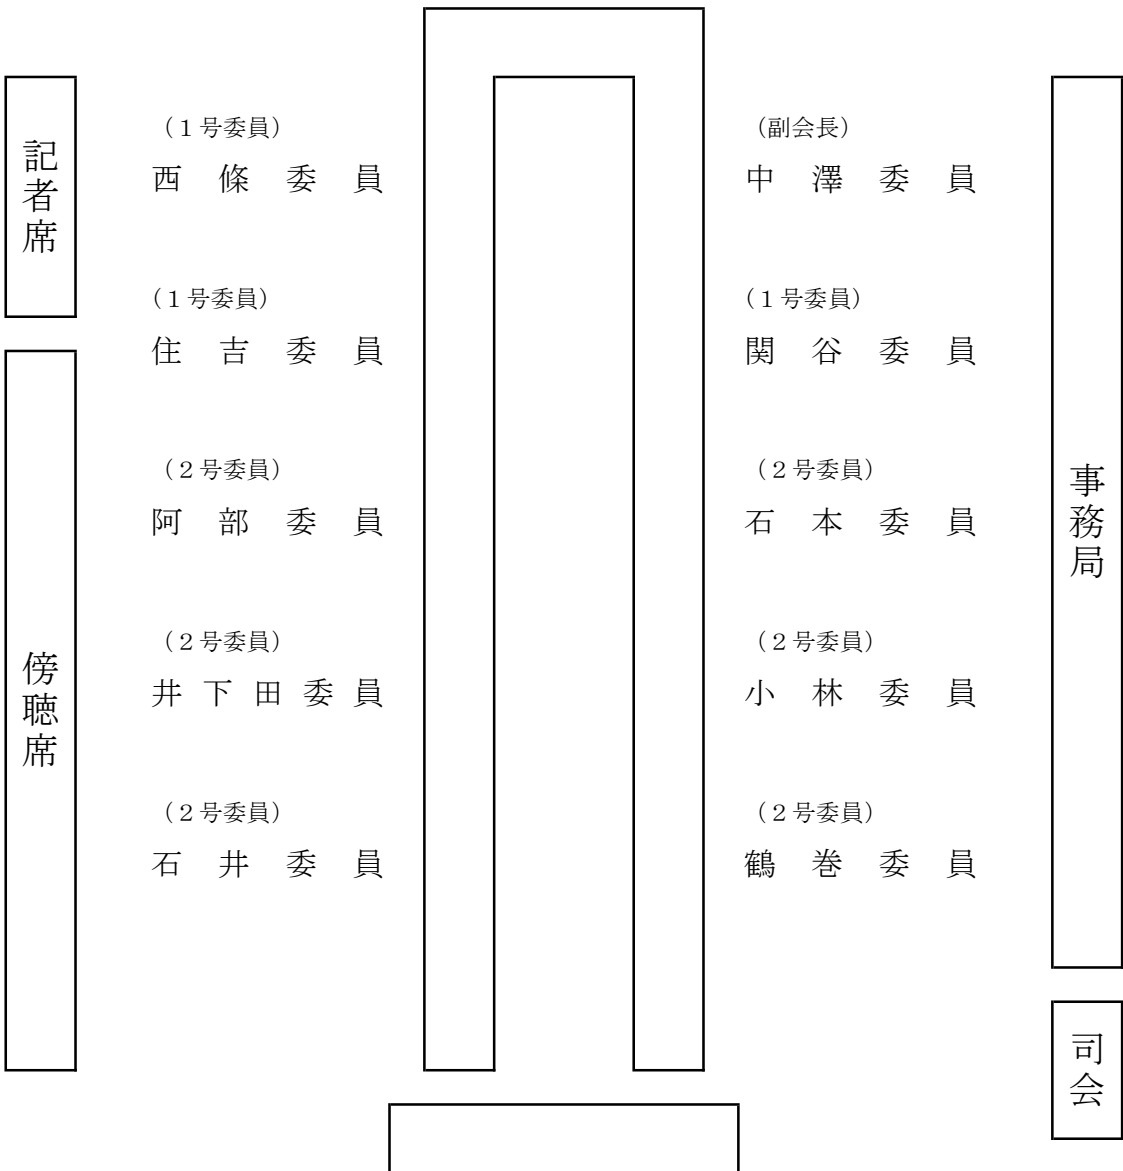 記者席
傍聴席
（１号委員）
西條委員
（１号委員）
住吉委員
（２号委員）
阿部委員
（２号委員）
井下田委員
（２号委員）
石井委員
（副会長）
中澤委員
（１号委員）
関谷委員
（２号委員）
石本委員
（２号委員）
小林委員
（２号委員）
鶴巻委員
事務局
司会